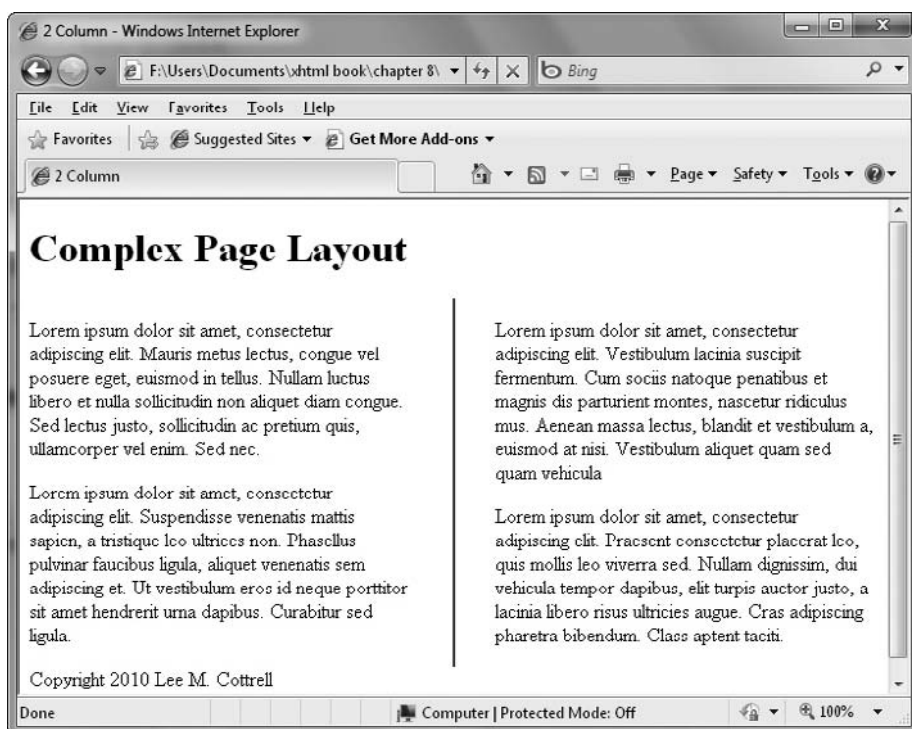 2 Column - Windows Internet Explorer
F:\Users\Documents\xhtml book\chapter 8\
Bing
File Edit View Favorites Tools Help
Favorites Suggested Sites Get More Add-ons
2 Column Page Safety Tools
Complex Page Layout
Lorem ipsum dolor sit amet, consectetur
adipiscing elit. Mauris metus lectus, congue vel
posuere eget, euismod in tellus. Nullam luctus
libero et nulla sollicitudin non aliquet diam congue.
Sed lectus justo, sollicitudin ac pretium quis,
ullamcorper vel enim. Sed nec.
Lorem ipsum dolor sit amet, consectetur
adipiscing elit. Suspendisse venenatis mattis
sapien, a tristique leo ultrices non. Phasellus
pulvinar faucibus ligula, aliquet venenatis sem
adipiscing et. Ut vestibulum eros id neque porttitor
sit amet hendrerit urna dapibus. Curabitur sed
ligula.
Lorem ipsum dolor sit amet, consectetur
adipiscing elit. Vestibulum lacinia suscipit
fermentum. Cum sociis natoque penatibus et
magnis dis parturient montes, nascetur ridiculus
mus. Aenean massa lectus, blandit et vestibulum a,
euismod at nisi. Vestibulum aliquet quam sed
quam vehicula
Lorem ipsum dolor sit amet, consectetur
adipiscing elit. Praesent consectetur placerat leo,
quis mollis leo viverra sed. Nullam dignissim, dui
vehicula tempor dapibus, elit turpis auctor justo, a
lacinia libero risus ultricies augue. Cras adipiscing
pharetra bibendum. Class aptent taciti.
Copyright 2010 Lee M. Cottrell
Done Computer | Protected Mode: Off 100%